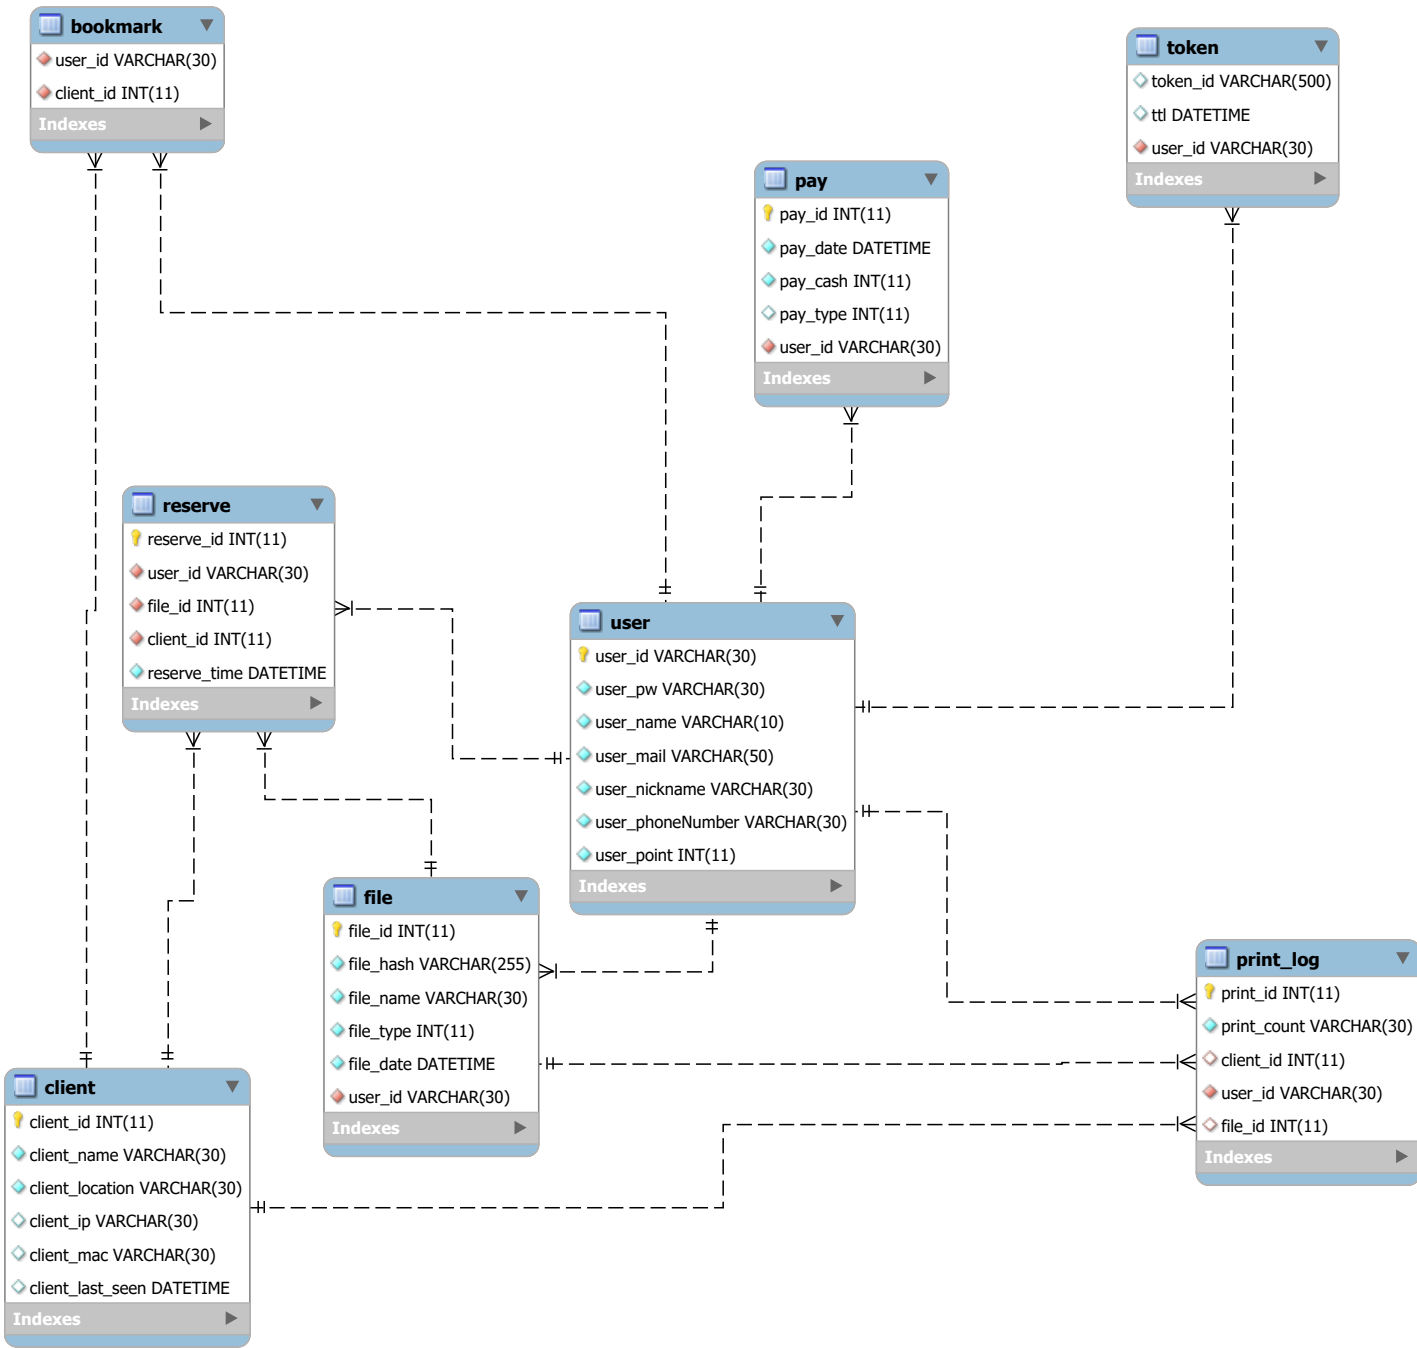 bookmark
user_id VARCHAR(30)
client_id INT(11)
Indexes
token
token_id VARCHAR(500)
ttl DATETIME
user_id VARCHAR(30)
Indexes
pay
pay_id INT(11)
pay_date DATETIME
pay_cash INT(11)
pay_type INT(11)
user_id VARCHAR(30)
Indexes
reserve
reserve_id INT(11)
user_id VARCHAR(30)
file_id INT(11)
client_id INT(11)
reserve_time DATETIME
Indexes
user
user_id VARCHAR(30)
user_pw VARCHAR(30)
user_name VARCHAR(10)
user_mail VARCHAR(50)
user_nickname VARCHAR(30)
user_phoneNumber VARCHAR(30)
user_point INT(11)
Indexes
file
file_id INT(11)
file_hash VARCHAR(255)
file_name VARCHAR(30)
file_type INT(11)
file_date DATETIME
user_id VARCHAR(30)
Indexes
print_log
print_id INT(11)
print_count VARCHAR(30)
client_id INT(11)
user_id VARCHAR(30)
file_id INT(11)
Indexes
client
client_id INT(11)
client_name VARCHAR(30)
client_location VARCHAR(30)
client_ip VARCHAR(30)
client_mac VARCHAR(30)
client_last_seen DATETIME
Indexes